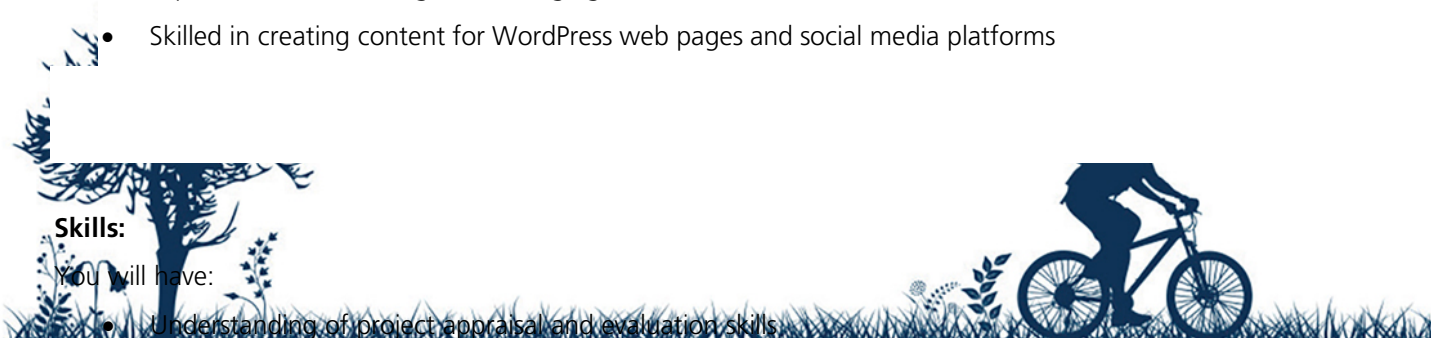 • Skilled in creating content for WordPress web pages and social media platforms
Skills:
You will have:
• Understanding of project appraisal and evaluation skills